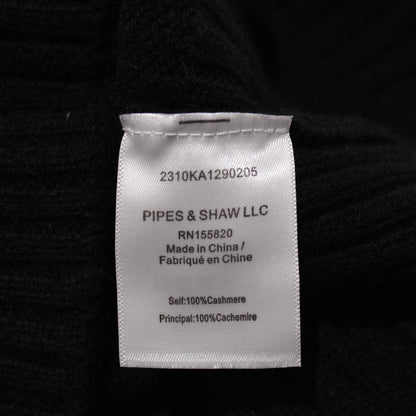 2310KA1290205
PIPES & SHAW LLC
RN155820
Made in China /
Fabriqué en Chine
Self:100%Cashmere
Principal:100%Cachemire